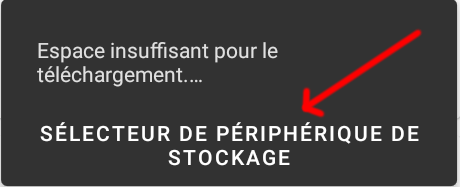 Espace insuffisant pour le
téléchargement.…
SÉLECTEUR DE PÉRIPHÉRIQUE DE
STOCKAGE